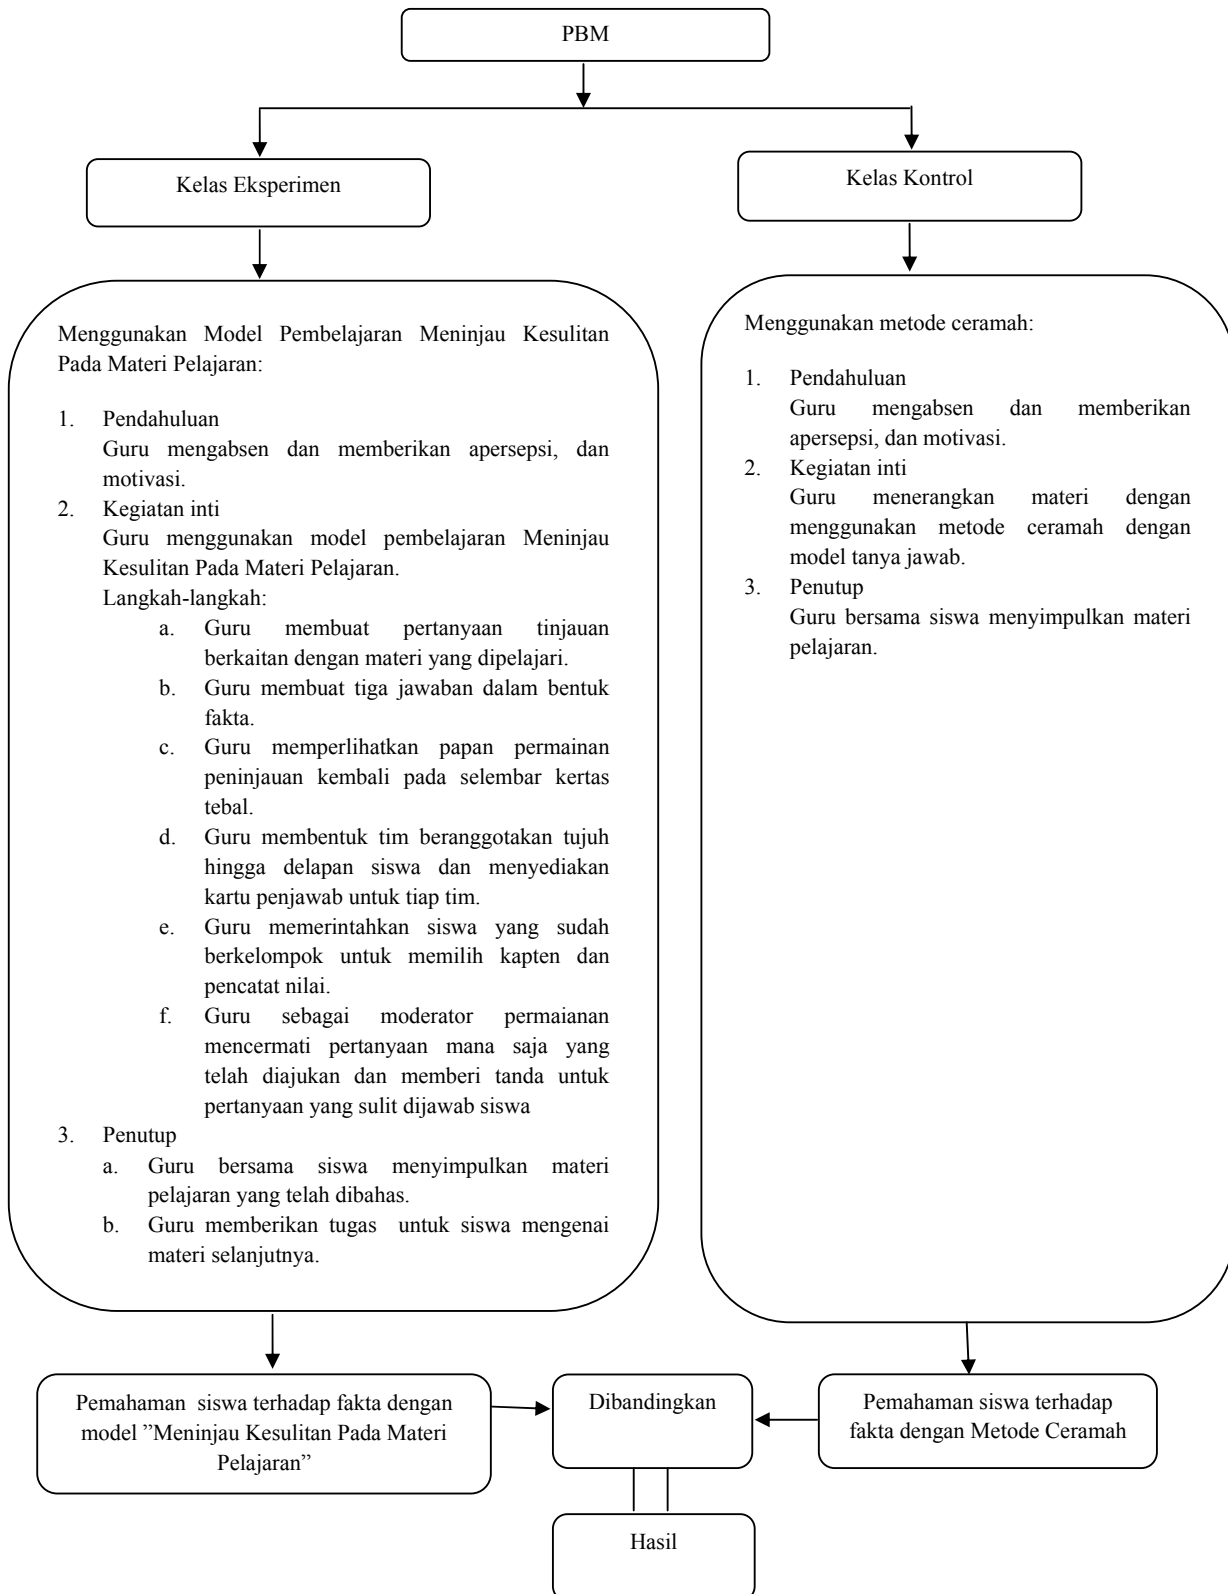 PBM
Kelas Eksperimen
Kelas Kontrol
Menggunakan Model Pembelajaran Meninjau Kesulitan
Pada Materi Pelajaran:
1. Pendahuluan
Guru mengabsen dan memberikan apersepsi, dan
motivasi.
2. Kegiatan inti
Guru menggunakan model pembelajaran Meninjau
Kesulitan Pada Materi Pelajaran.
Langkah-langkah:
a. Guru membuat pertanyaan tinjauan
berkaitan dengan materi yang dipelajari.
b. Guru membuat tiga jawaban dalam bentuk
fakta.
c. Guru memperlihatkan papan permainan
peninjauan kembali pada selembar kertas
tebal.
d. Guru membentuk tim beranggotakan tujuh
hingga delapan siswa dan menyediakan
kartu penjawab untuk tiap tim.
e. Guru memerintahkan siswa yang sudah
berkelompok untuk memilih kapten dan
pencatat nilai.
f. Guru sebagai moderator permaianan
mencermati pertanyaan mana saja yang
telah diajukan dan memberi tanda untuk
pertanyaan yang sulit dijawab siswa
3. Penutup
a. Guru bersama siswa menyimpulkan materi
pelajaran yang telah dibahas.
b. Guru memberikan tugas untuk siswa mengenai
materi selanjutnya.
Menggunakan metode ceramah:
1. Pendahuluan
Guru mengabsen dan memberikan
apersepsi, dan motivasi.
2. Kegiatan inti
Guru menerangkan materi dengan
menggunakan metode ceramah dengan
model tanya jawab.
3. Penutup
Guru bersama siswa menyimpulkan materi
pelajaran.
Pemahaman siswa terhadap fakta dengan
model ”Meninjau Kesulitan Pada Materi
Pelajaran”
Dibandingkan
Pemahaman siswa terhadap
fakta dengan Metode Ceramah
Hasil